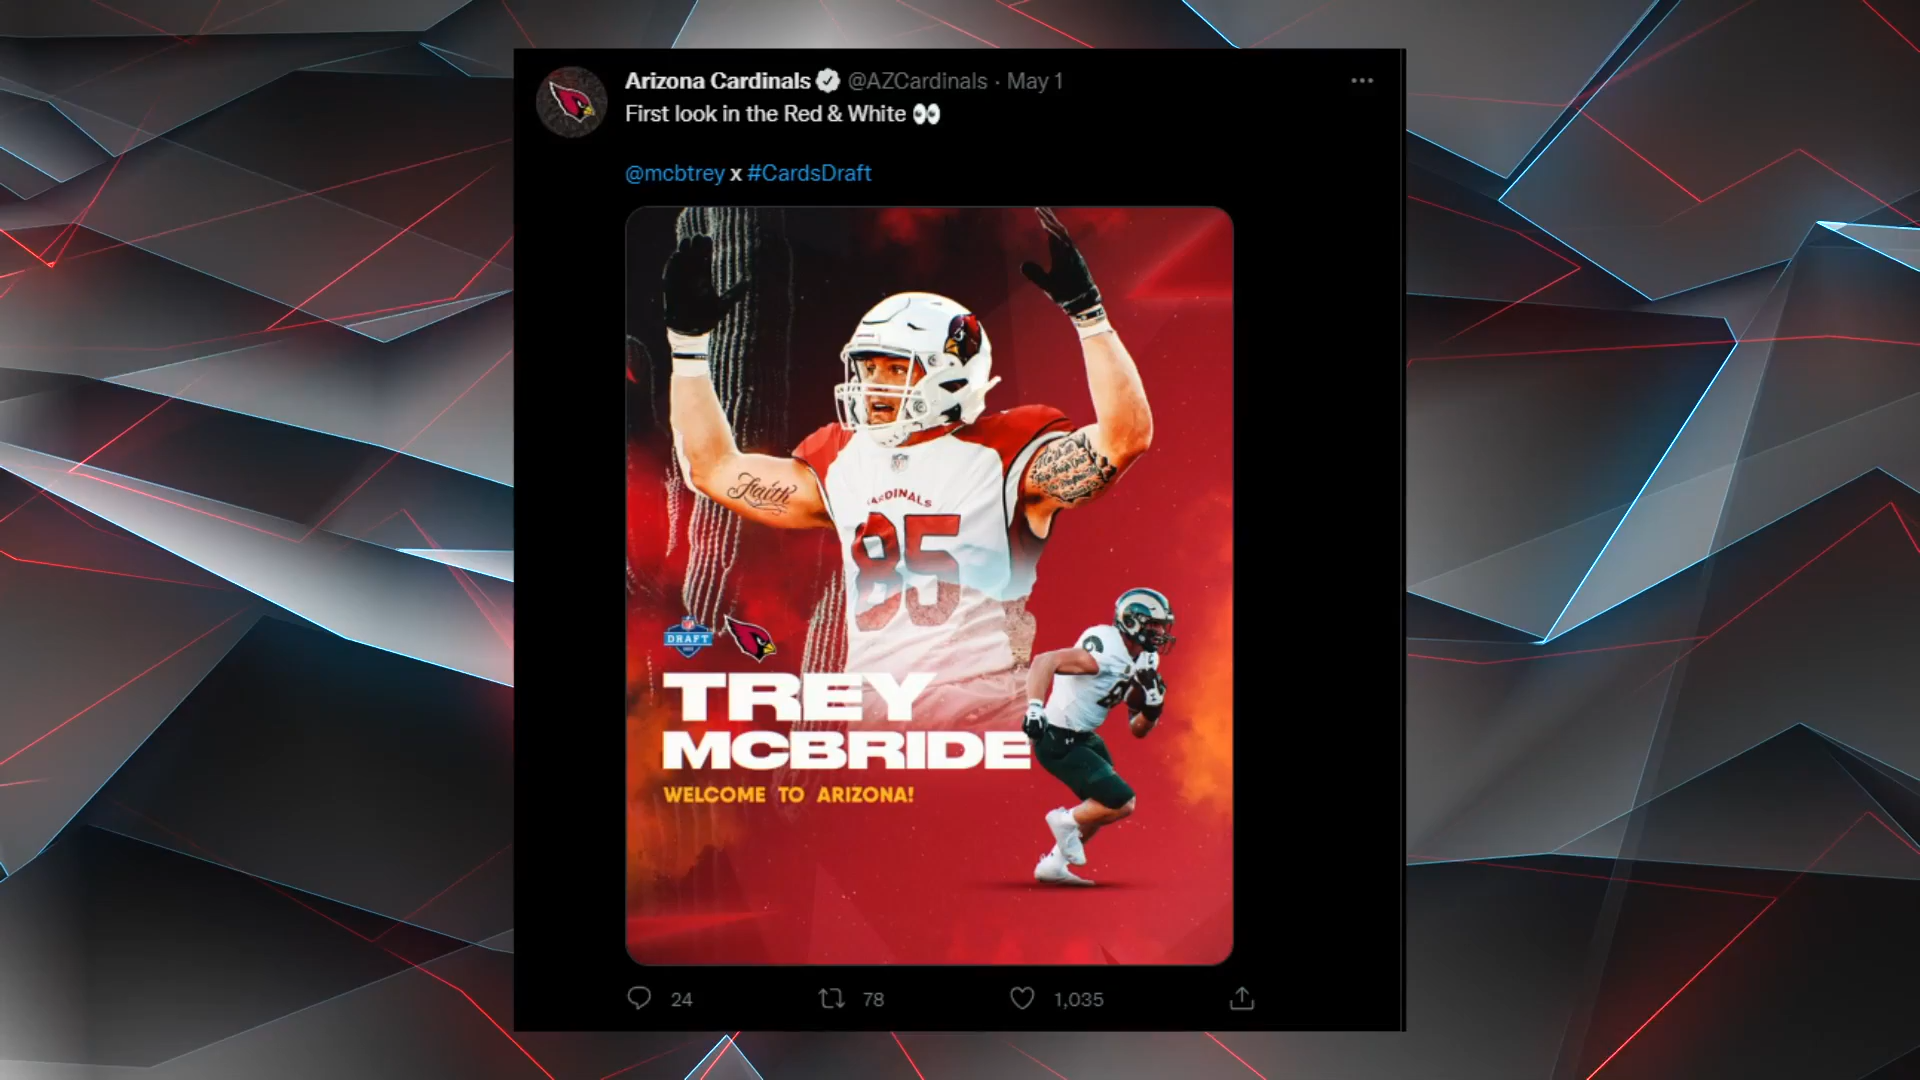 Arizona Cardinals @AZCardinals · May 1
First look in the Red & White 👀
@mcbtrey x #CardsDraft
Faith
CARDINALS
85
DRAFT
TREY
MCBRIDE
WELCOME TO ARIZONA!
24 78 1,035